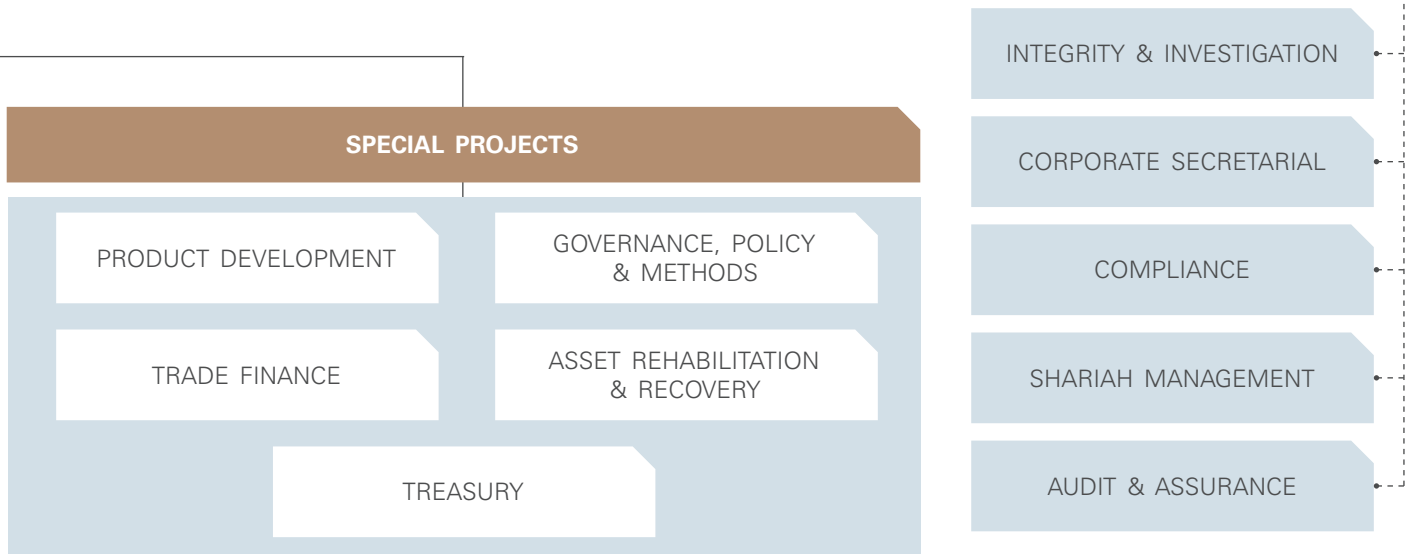 SPECIAL PROJECTS
PRODUCT DEVELOPMENT
GOVERNANCE, POLICY
& METHODS
TRADE FINANCE
ASSET REHABILITATION
& RECOVERY
TREASURY
INTEGRITY & INVESTIGATION
CORPORATE SECRETARIAL
COMPLIANCE
SHARIAH MANAGEMENT
AUDIT & ASSURANCE